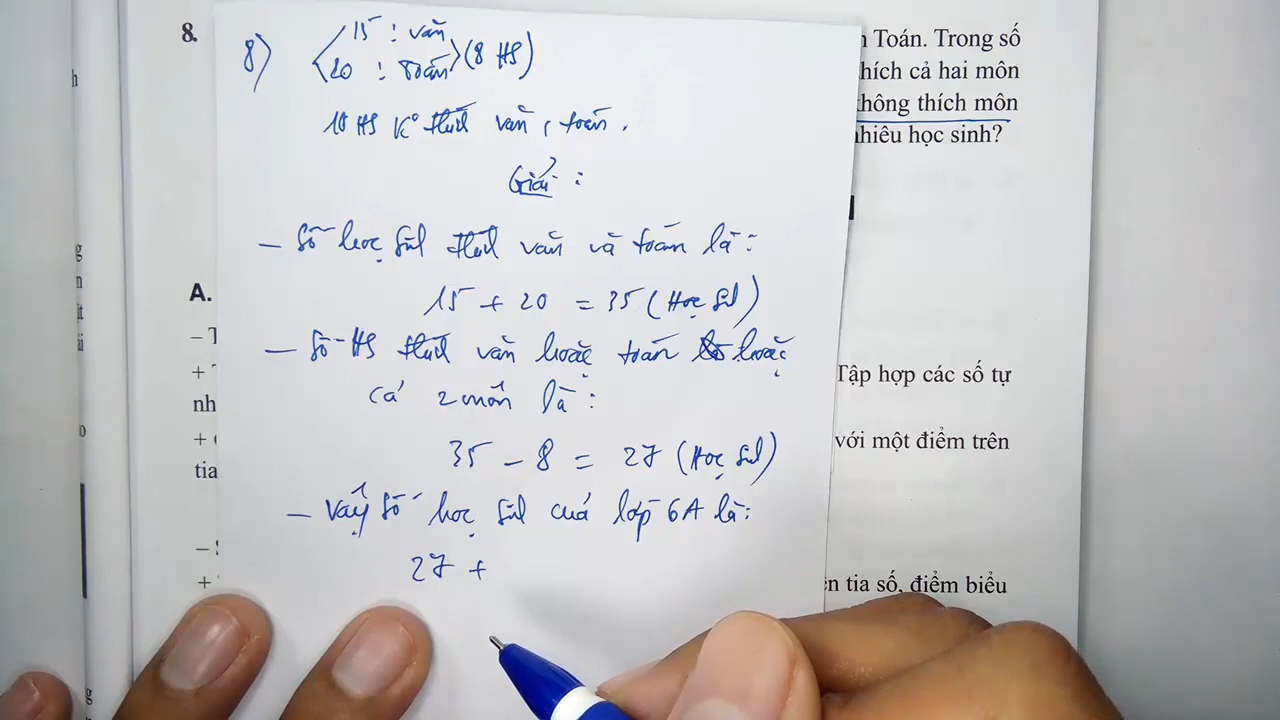 8.
n Toán. Trong số
thích cả hai môn
không thích môn
nhiêu học sinh?
8) 15 : văn
20 : Toán (8 HS)
10 HS K° thích văn, toán.
Giải :
- Số học sinh thích văn và toán là :
15 + 20 = 35 (Học sinh)
- Số HS thích văn hoặc toán hoặc
cả 2 môn là :
35 - 8 = 27 (Học sinh)
- Vậy số học sinh của lớp 6A là :
27 +
A.
– T
+ T
Tập hợp các số tự
nh
+
với một điểm trên
tia
–
+
ên tia số, điểm biểu